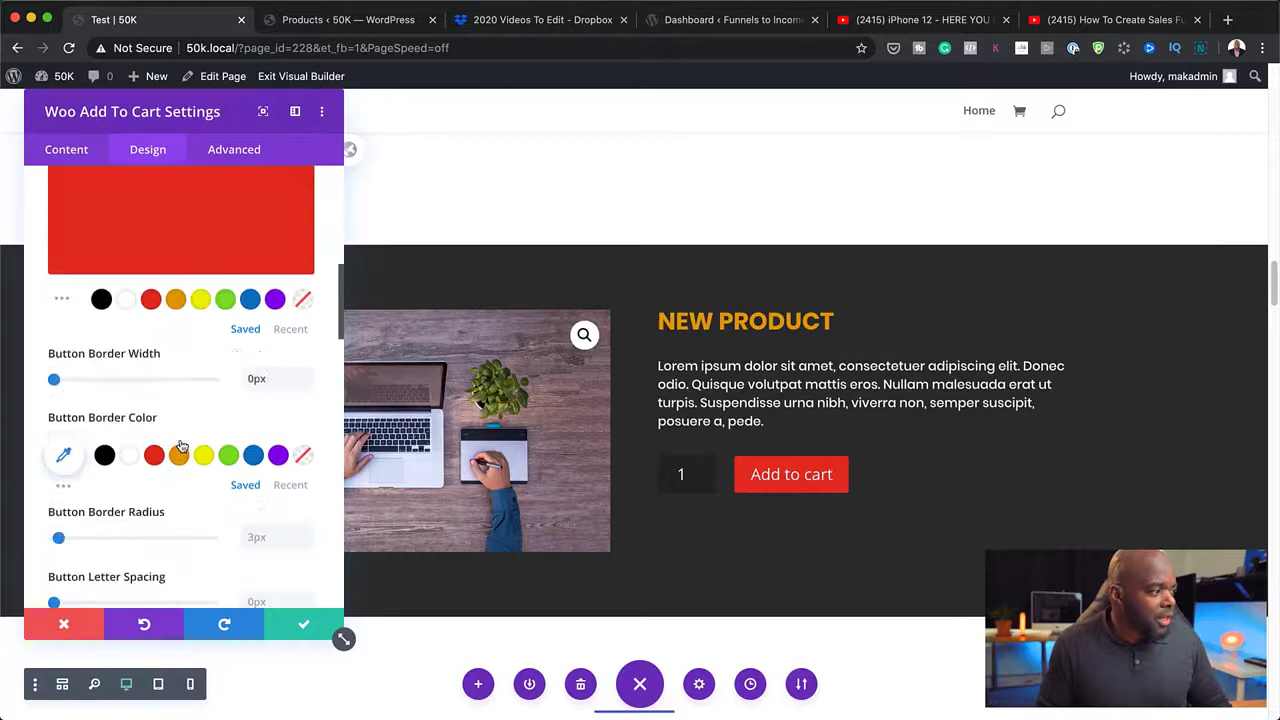 Test | 50K
Products ‹ 50K — WordPress
2020 Videos To Edit - Dropbox
Dashboard ‹ Funnels to Income
(2415) iPhone 12 - HERE YOU
(2415) How To Create Sales Fu
Not Secure | 50k.local/?page_id=228&et_fb=1&PageSpeed=off
50K
0
New
Edit Page
Exit Visual Builder
Howdy, makadmin
Woo Add To Cart Settings
Home
Content
Design
Advanced
Saved
Recent
Button Border Width
0px
Button Border Color
Saved
Recent
Button Border Radius
3px
Button Letter Spacing
0px
NEW PRODUCT
Lorem ipsum dolor sit amet, consectetuer adipiscing elit. Donec
odio. Quisque volutpat mattis eros. Nullam malesuada erat ut
turpis. Suspendisse urna nibh, viverra non, semper suscipit,
posuere a, pede.
1
Add to cart